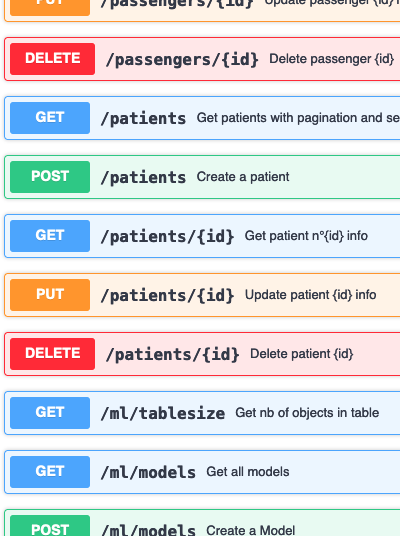 PUT /passengers/{id} Update passenger {id}
DELETE /passengers/{id} Delete passenger {id}
GET /patients Get patients with pagination and se
POST /patients Create a patient
GET /patients/{id} Get patient n°{id} info
PUT /patients/{id} Update patient {id} info
DELETE /patients/{id} Delete patient {id}
GET /ml/tablesize Get nb of objects in table
GET /ml/models Get all models
POST /ml/models Create a Model